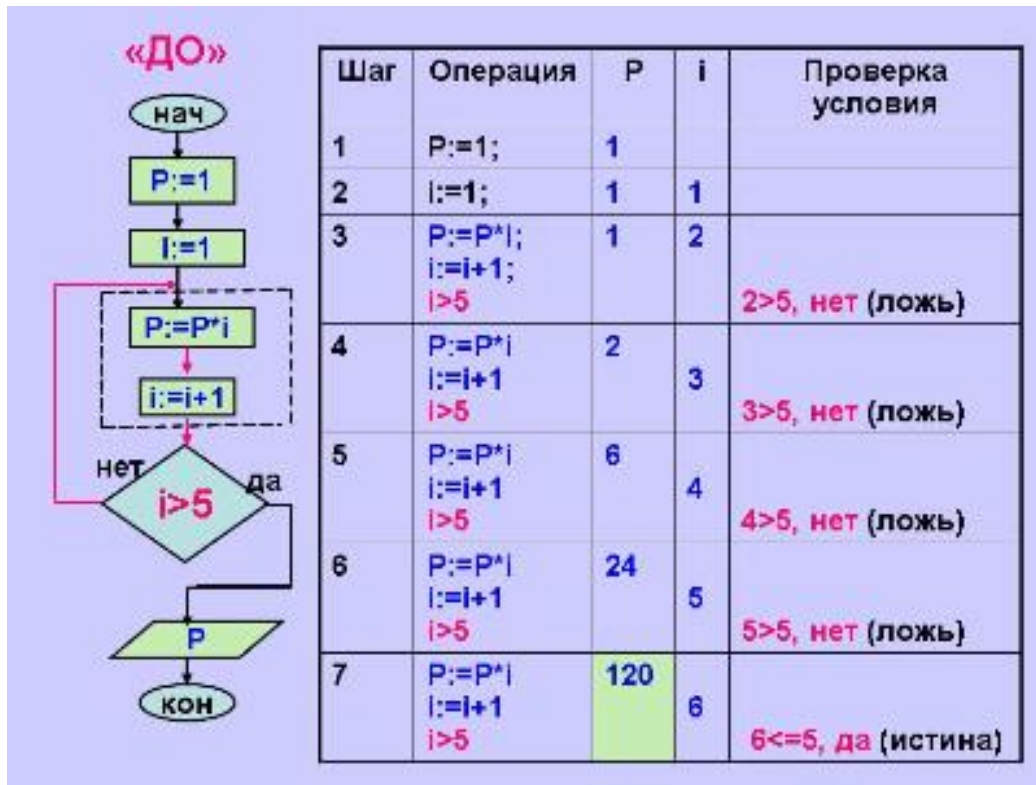 «ДО»
нач
P:=1
i:=1
P:=P*i
i:=i+1
нет
да
i>5
P
кон
Шаг Операция P i Проверка
условия
1 P:=1; 1
2 i:=1; 1 1
3 P:=P*i; 1 2
i:=i+1;
i>5 2>5, нет (ложь)
4 P:=P*i 2
i:=i+1 3
i>5 3>5, нет (ложь)
5 P:=P*i 6
i:=i+1 4
i>5 4>5, нет (ложь)
6 P:=P*i 24
i:=i+1 5
i>5 5>5, нет (ложь)
7 P:=P*i 120
i:=i+1 6
i>5 6<=5, да (истина)